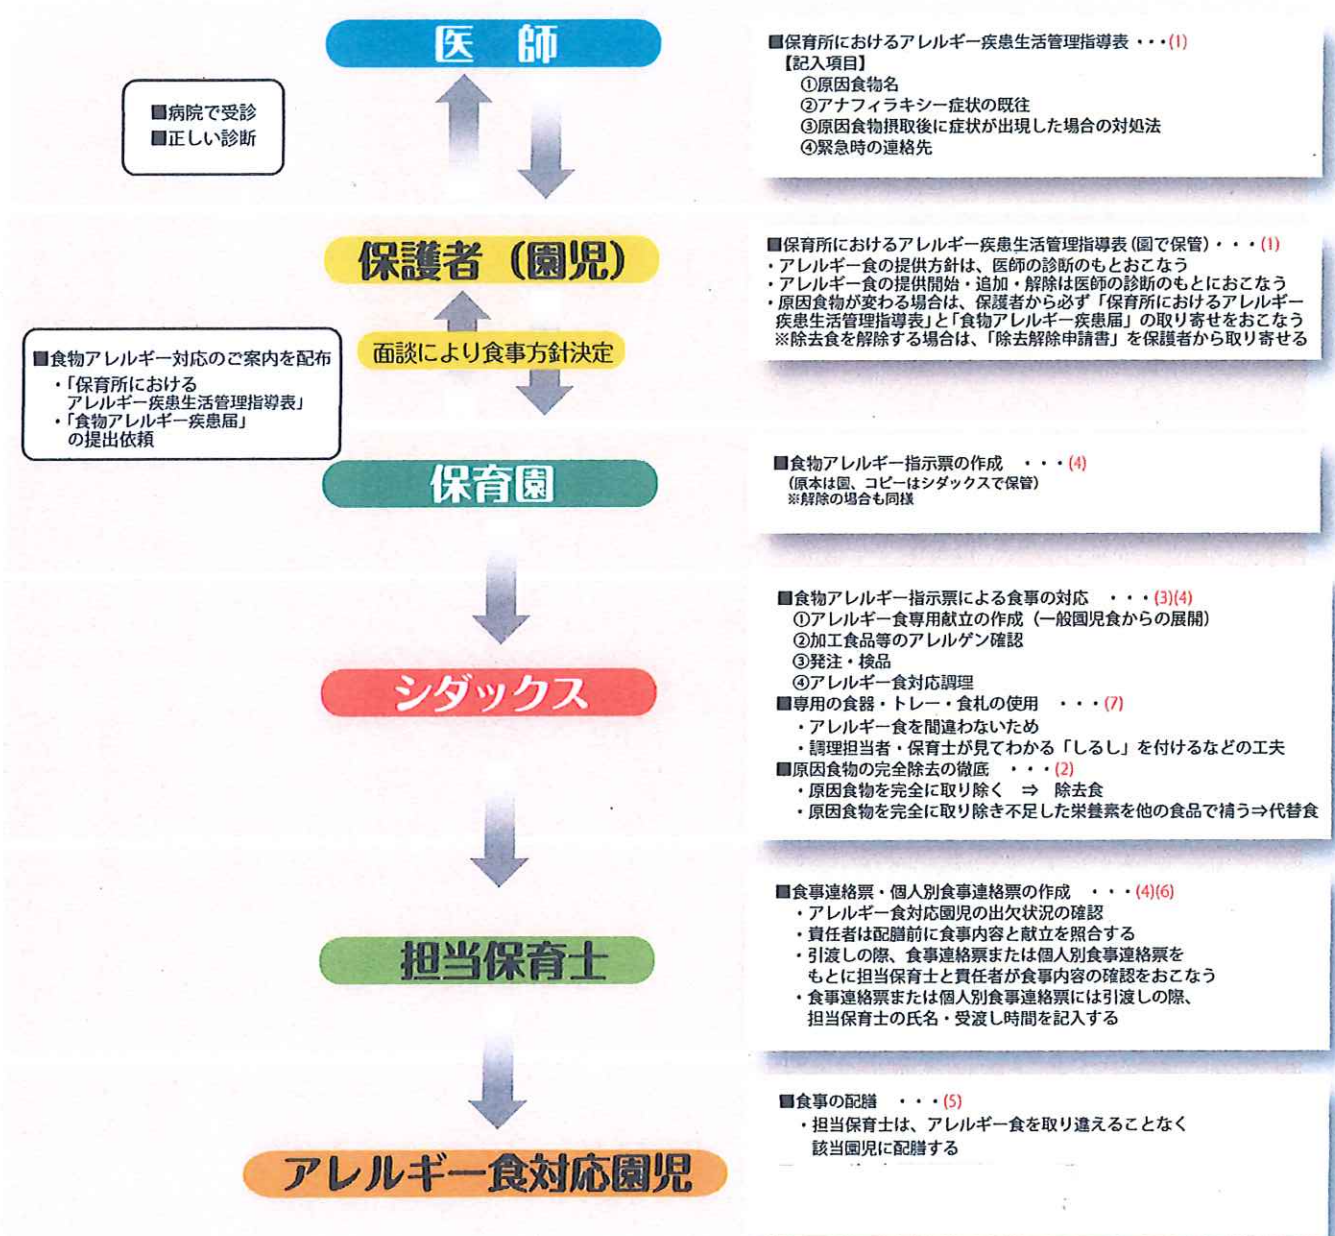 医 師
■病院で受診
■正しい診断
■保育所におけるアレルギー疾患生活管理指導表・・・(1)
【記入項目】
①原因食物名
②アナフィラキシー症状の既往
③原因食物摂取後に症状が出現した場合の対処法
④緊急時の連絡先
保護者（園児）
■保育所におけるアレルギー疾患生活管理指導表(園で保管)・・・(1)
・アレルギー食の提供方針は、医師の診断のもとおこなう
・アレルギー食の提供開始・追加・解除は医師の診断のもとにおこなう
・原因食物が変わる場合は、保護者から必ず「保育所におけるアレルギー
疾患生活管理指導表」と「食物アレルギー疾患届」の取り寄せをおこなう
※除去食を解除する場合は、「除去解除申請書」を保護者から取り寄せる
面談により食事方針決定
■食物アレルギー対応のご案内を配布
・「保育所における
アレルギー疾患生活管理指導表」
・「食物アレルギー疾患届」
の提出依頼
保育園
■食物アレルギー指示票の作成 ・・・(4)
(原本は園、コピーはシダックスで保管)
※解除の場合も同様
シダックス
■食物アレルギー指示票による食事の対応 ・・・(3)(4)
①アレルギー食専用献立の作成（一般園児食からの展開）
②加工食品等のアレルゲン確認
③発注・検品
④アレルギー食対応調理
■専用の食器・トレー・食札の使用 ・・・(7)
・アレルギー食を間違わないため
・調理担当者・保育士が見てわかる「しるし」を付けるなどの工夫
■原因食物の完全除去の徹底 ・・・(2)
・原因食物を完全に取り除く ⇒ 除去食
・原因食物を完全に取り除き不足した栄養素を他の食品で補う⇒代替食
担当保育士
■食事連絡票・個人別食事連絡票の作成 ・・・(4)(6)
・アレルギー食対応園児の出欠状況の確認
・責任者は配膳前に食事内容と献立を照合する
・引渡しの際、食事連絡票または個人別食事連絡票を
もとに担当保育士と責任者が食事内容の確認をおこなう
・食事連絡票または個人別食事連絡票には引渡しの際、
担当保育士の氏名・受渡し時間を記入する
アレルギー食対応園児
■食事の配膳 ・・・(5)
・担当保育士は、アレルギー食を取り違えることなく
該当園児に配膳する